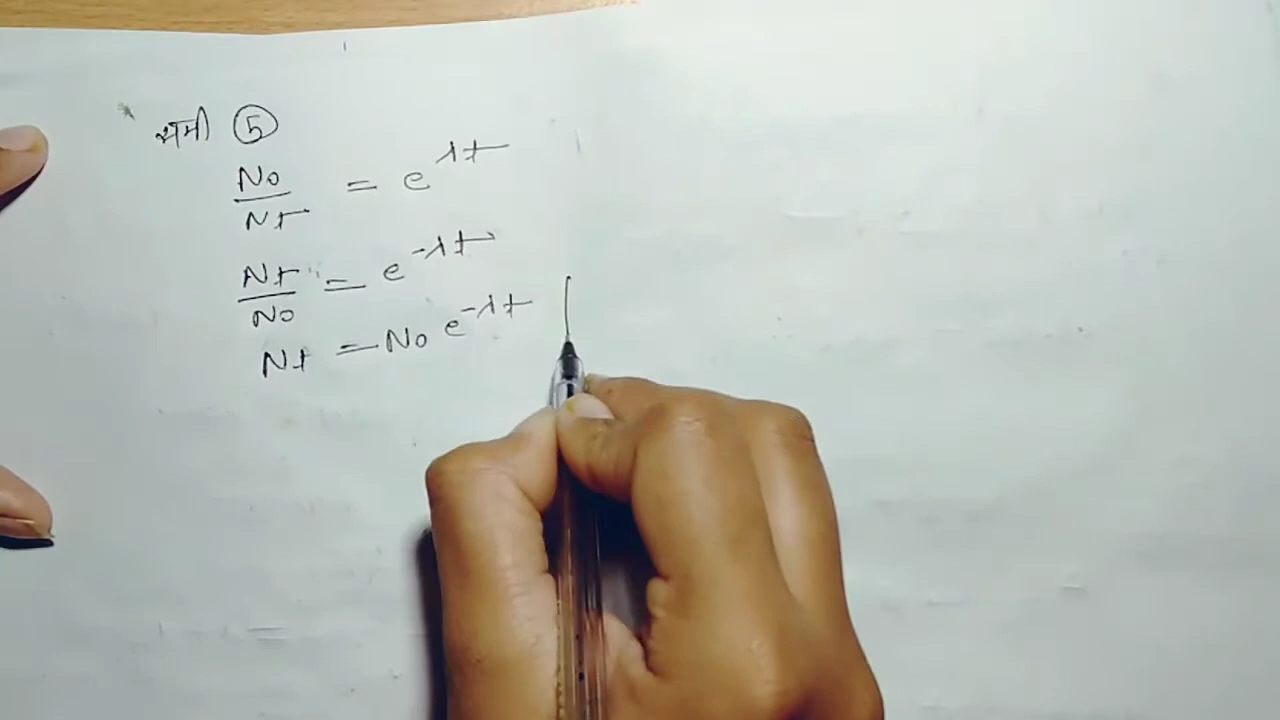 समी ⑤
No/Nt = e^λt
Nt/No = e^-λt
Nt = No e^-λt